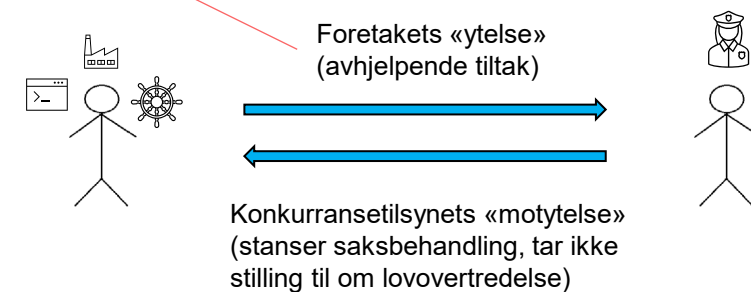 Foretakets «ytelse»
(avhjelpende tiltak)
Konkurransetilsynets «motytelse»
(stanser saksbehandling, tar ikke
stilling til om lovovertredelse)